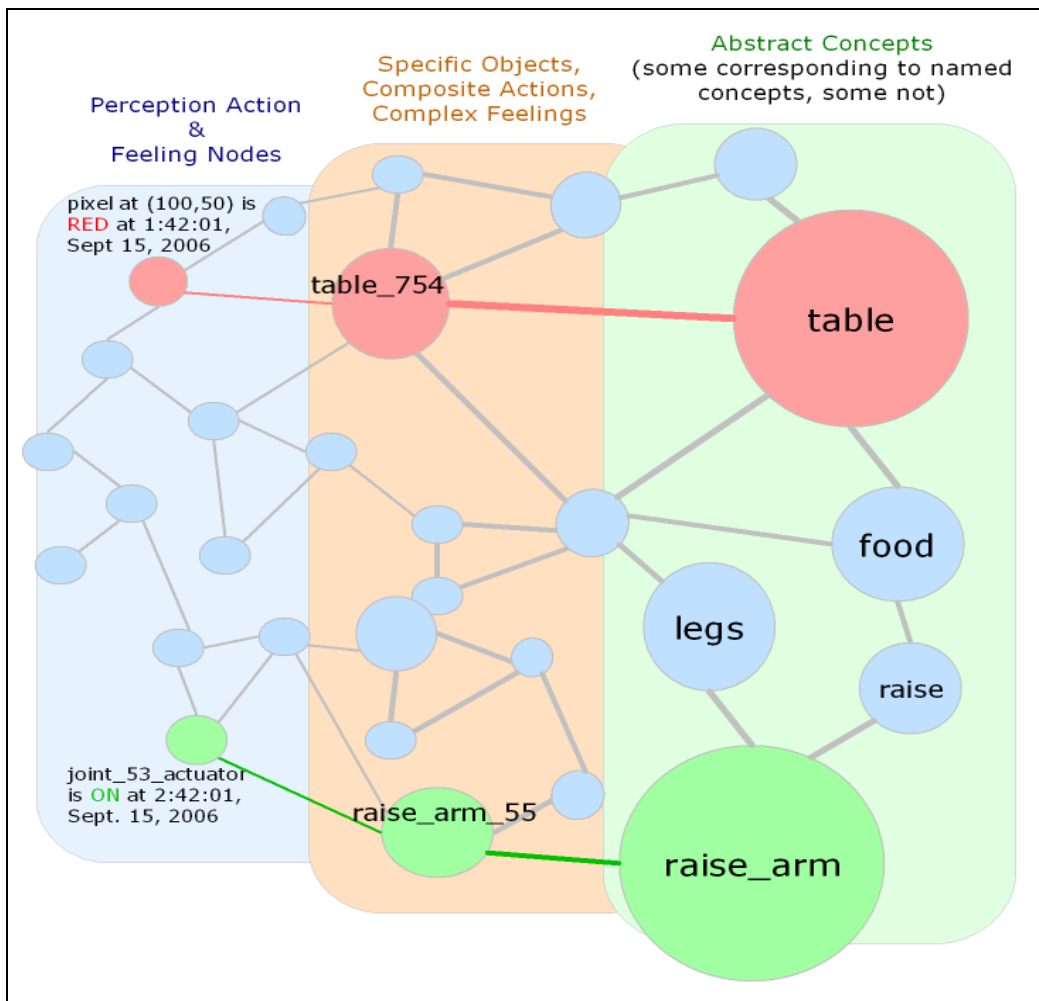 Abstract Concepts
(some corresponding to named
concepts, some not)
Specific Objects,
Composite Actions,
Complex Feelings
Perception Action
&
Feeling Nodes
pixel at (100,50) is
RED at 1:42:01,
Sept 15, 2006
table_754
table
food
legs
raise
joint_53_actuator
is ON at 2:42:01,
Sept. 15, 2006
raise_arm_55
raise_arm